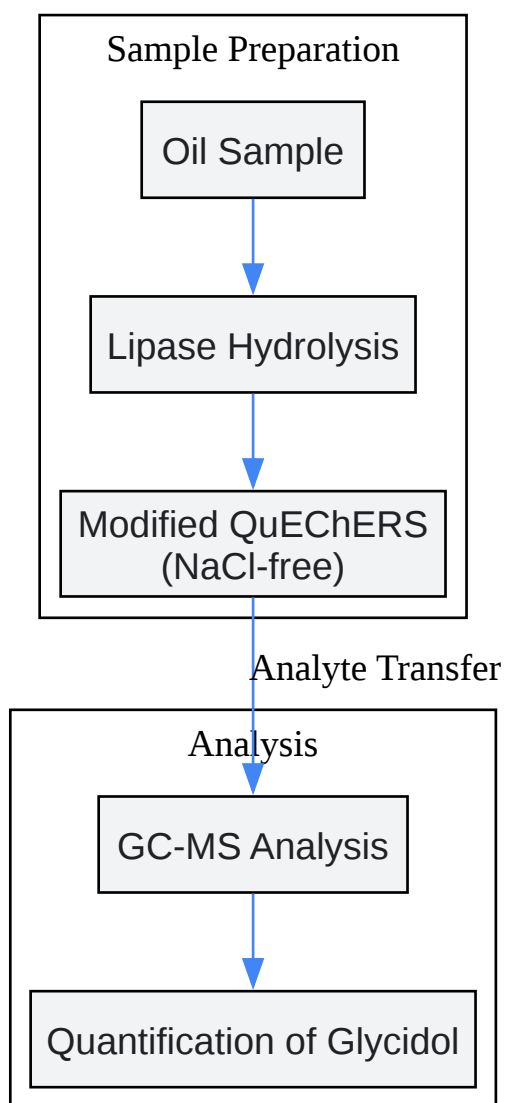 Sample Preparation
Oil Sample
Lipase Hydrolysis
Modified QuEChERS
(NaCl-free)
Analyte Transfer
Analysis
GC-MS Analysis
Quantification of Glycidol